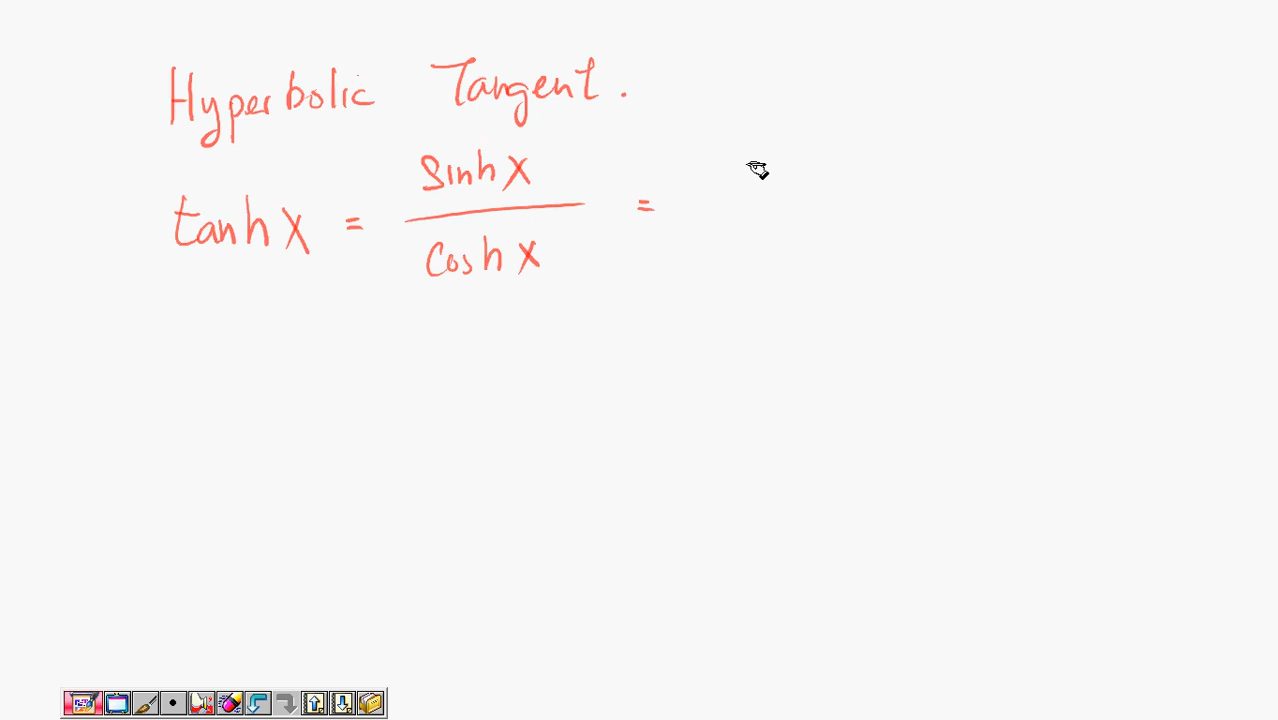 Hyperbolic Tangent.
tanh x = sinh x / cosh x =